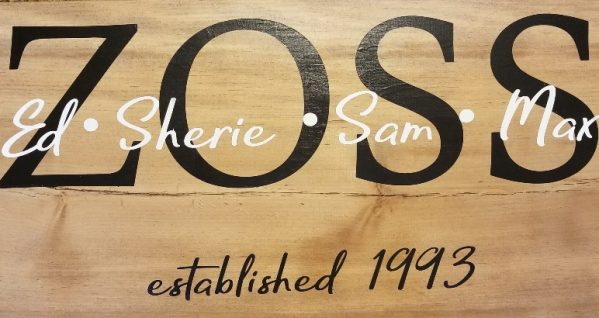 ZOSS
Ed • Sherie • Sam • Max
established 1993